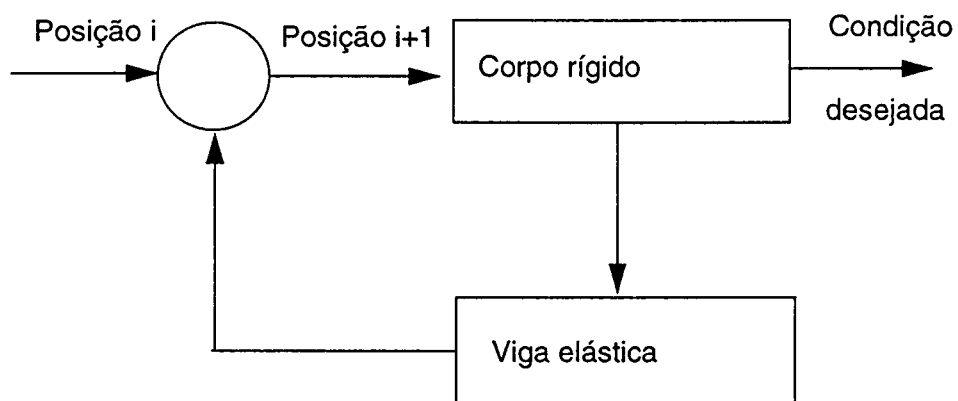 Posição i
Posição i+1
Corpo rígido
Condição
desejada
Viga elástica